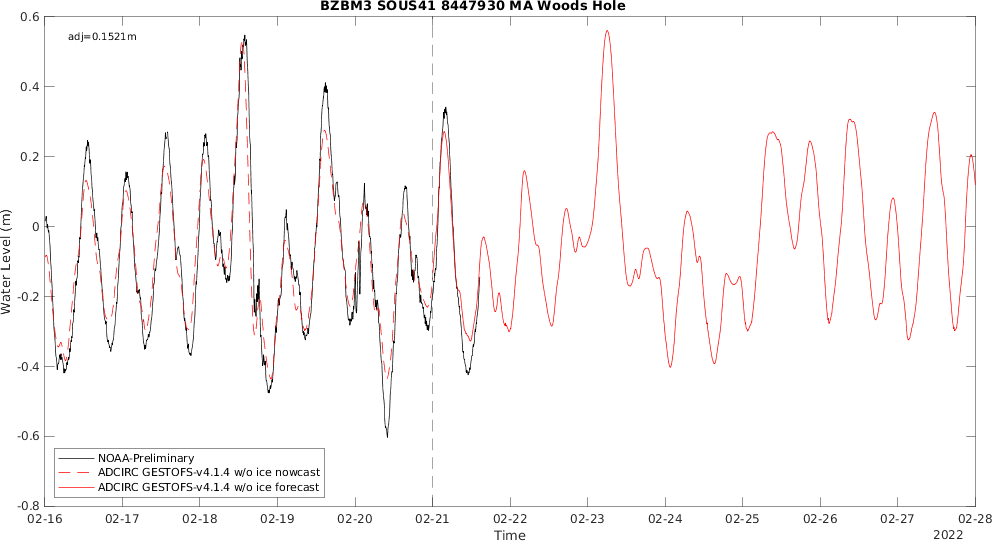 BZBM3 SOUS41 8447930 MA Woods Hole
adj=0.1521m
0.6
0.4
0.2
0
-0.2
-0.4
-0.6
-0.8
Water Level (m)
NOAA-Preliminary
ADCIRC GESTOFS-v4.1.4 w/o ice nowcast
ADCIRC GESTOFS-v4.1.4 w/o ice forecast
02-16 02-17 02-18 02-19 02-20 02-21 02-22 02-23 02-24 02-25 02-26 02-27 02-28
Time
2022